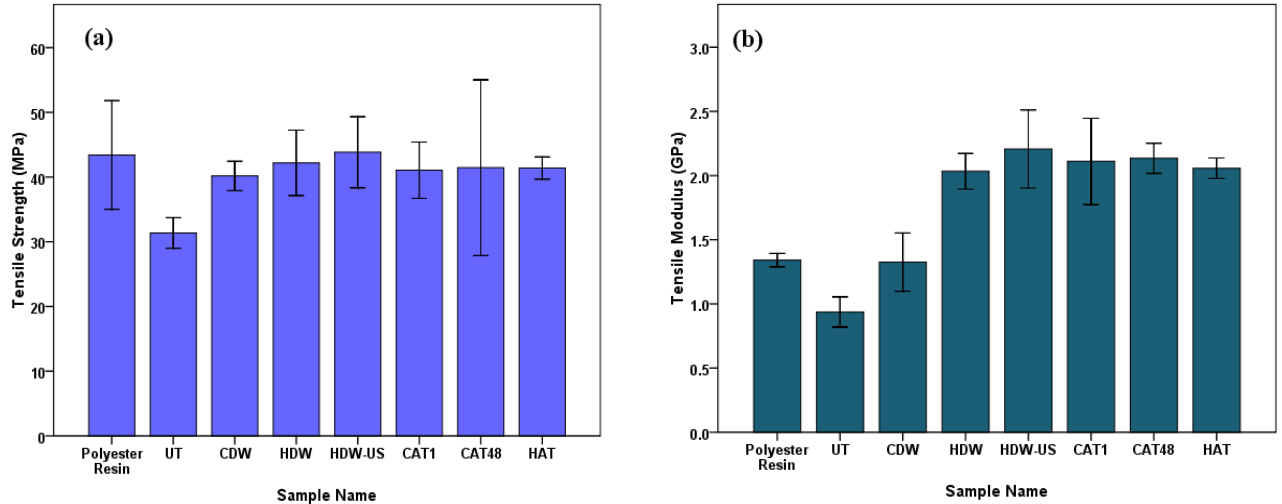 (a)
Tensile Strength (MPa)
60
50
40
30
20
10
0
Polyester Resin
UT
CDW
HDW
HDW-US
CAT1
CAT48
HAT
Sample Name
(b)
Tensile Modulus (GPa)
3.0
2.5
2.0
1.5
1.0
0.5
0.0
Polyester Resin
UT
CDW
HDW
HDW-US
CAT1
CAT48
HAT
Sample Name